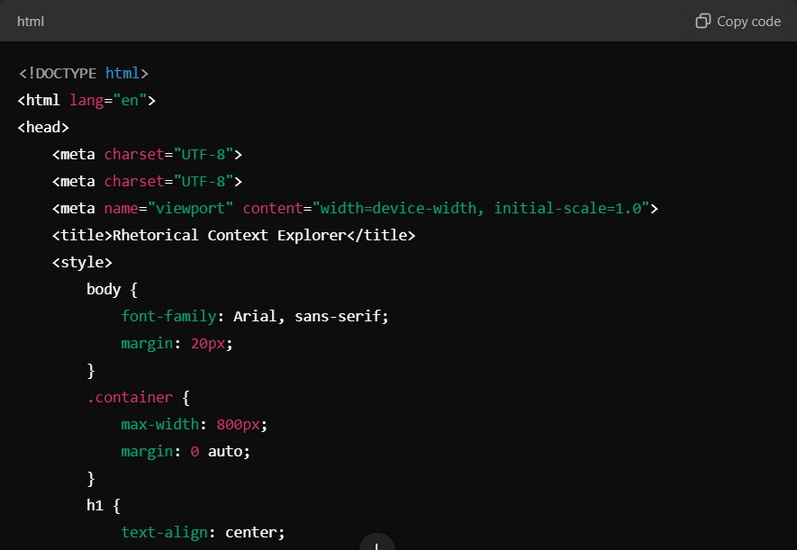 html Copy code
<!DOCTYPE html>
<html lang="en">
<head>
    <meta charset="UTF-8">
    <meta charset="UTF-8">
    <meta name="viewport" content="width=device-width, initial-scale=1.0">
    <title>Rhetorical Context Explorer</title>
    <style>
        body {
            font-family: Arial, sans-serif;
            margin: 20px;
        }
        .container {
            max-width: 800px;
            margin: 0 auto;
        }
        h1 {
            text-align: center;